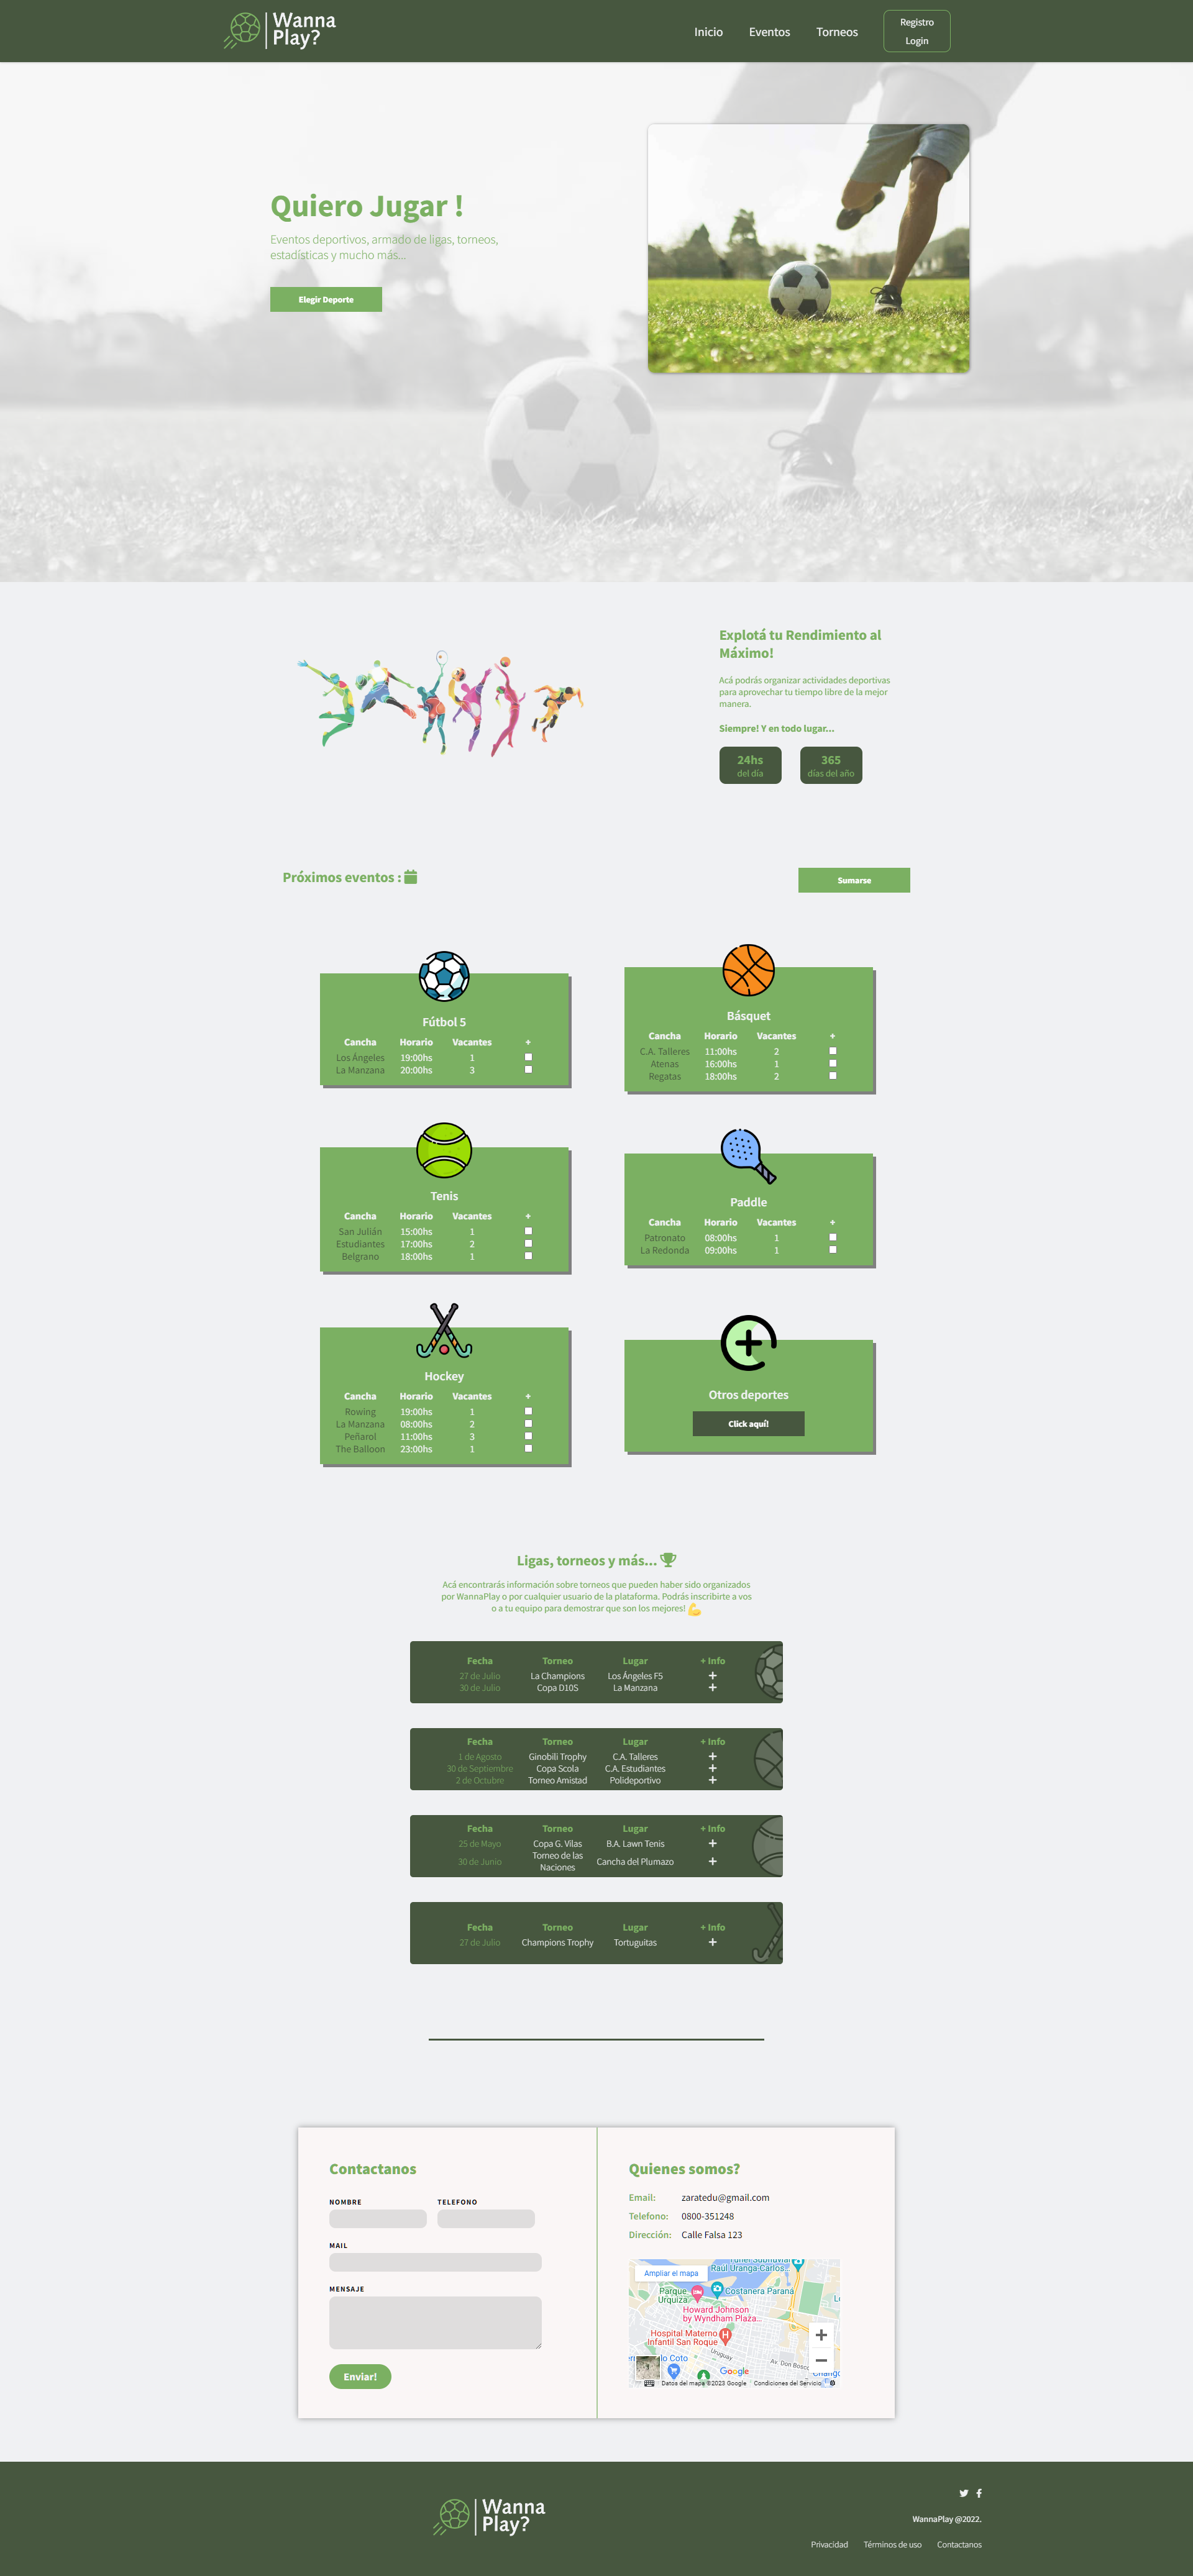 Wanna
Play?
Inicio
Eventos
Torneos
Registro
Login
Quiero Jugar !
Eventos deportivos, armado de ligas, torneos,
estadísticas y mucho más...
Elegir Deporte
Explotá tu Rendimiento al
Máximo!
Acá podrás organizar actividades deportivas
para aprovechar tu tiempo libre de la mejor
manera.
Siempre! Y en todo lugar...
24hs
del día
365
días del año
Próximos eventos :
Sumarse
Fútbol 5
Cancha Horario Vacantes +
Los Ángeles 19:00hs 1
La Manzana 20:00hs 3
Básquet
Cancha Horario Vacantes +
C.A. Talleres 11:00hs 2
Atenas 16:00hs 1
Regatas 18:00hs 2
Tenis
Cancha Horario Vacantes +
San Julián 15:00hs 1
Estudiantes 17:00hs 2
Belgrano 18:00hs 1
Paddle
Cancha Horario Vacantes +
Patronato 08:00hs 1
La Redonda 09:00hs 1
Hockey
Cancha Horario Vacantes +
Rowing 19:00hs 1
La Manzana 08:00hs 2
Peñarol 11:00hs 3
The Balloon 23:00hs 1
Otros deportes
Click aquí!
Ligas, torneos y más...
Acá encontrarás información sobre torneos que pueden haber sido organizados
por WannaPlay o por cualquier usuario de la plataforma. Podrás inscribirte a vos
o a tu equipo para demostrar que son los mejores!
Fecha Torneo Lugar + Info
27 de Julio La Champions Los Ángeles F5 +
30 de Julio Copa D10S La Manzana +
Fecha Torneo Lugar + Info
1 de Agosto Ginobili Trophy C.A. Talleres +
30 de Septiembre Copa Scola C.A. Estudiantes +
2 de Octubre Torneo Amistad Polideportivo +
Fecha Torneo Lugar + Info
25 de Mayo Copa G. Vilas B.A. Lawn Tenis +
30 de Junio Torneo de las Naciones Cancha del Plumazo +
Fecha Torneo Lugar + Info
27 de Julio Champions Trophy Tortuguitas +
Contactanos
NOMBRE
TELEFONO
MAIL
MENSAJE
Enviar!
Quienes somos?
Email: zaratedu@gmail.com
Telefono: 0800-351248
Dirección: Calle Falsa 123
Túnel Subfluvial
Raúl Uranga Carlos...
Ampliar el mapa
Parque
Urquiza
Costanera Paraná
Howard Johnson
by Wyndham Plaza...
Hospital Materno
Infantil San Roque
Uruguay
Av. Don Bosco
Coto
Google
Datos del mapa ©2023 Google
Condiciones del Servicio
Wanna
Play?
WannaPlay @2022.
Privacidad
Términos de uso
Contactanos